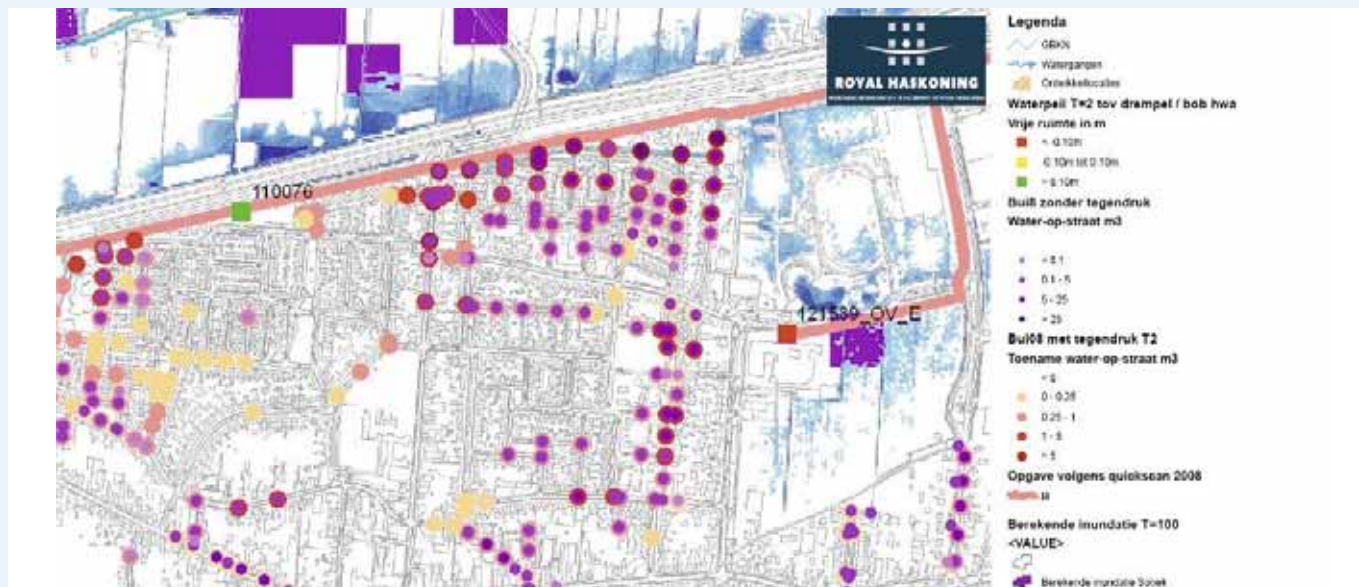 ROYAL HASKONING
110076
121539_OV_E
Legenda
GBKN
Watergangen
Ontwikkellocaties
Waterpeil T=2 tov drempel / bob hwa
Vrije ruimte in m
< -0.10m
-0.10m tot 0.10m
> 0.10m
Bui8 zonder tegendruk
Water-op-straat m3
< 0.1
0.1 - 5
5 - 25
> 25
Bui08 met tegendruk T2
Toename water-op-straat m3
< 0
0 - 0.25
0.25 - 1
1 - 5
> 5
Opgave volgens quickscan 2008
Berekende inundatie T=100
<VALUE>
Berekende inundatie Sobek